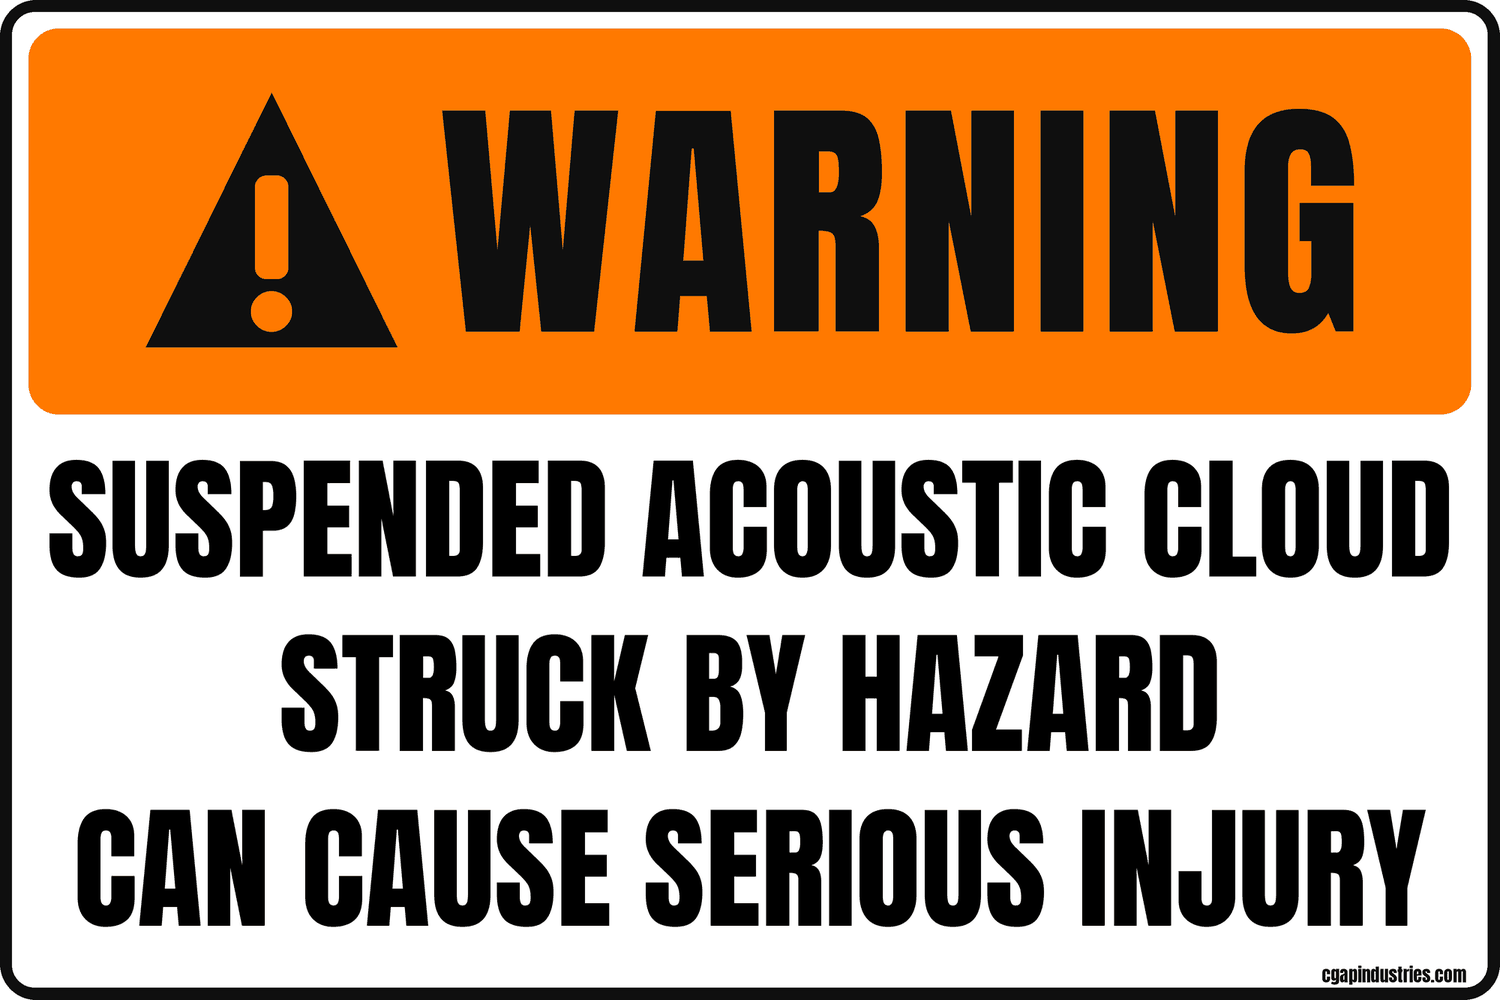 WARNING
SUSPENDED ACOUSTIC CLOUD
STRUCK BY HAZARD
CAN CAUSE SERIOUS INJURY
cgapindustries.com